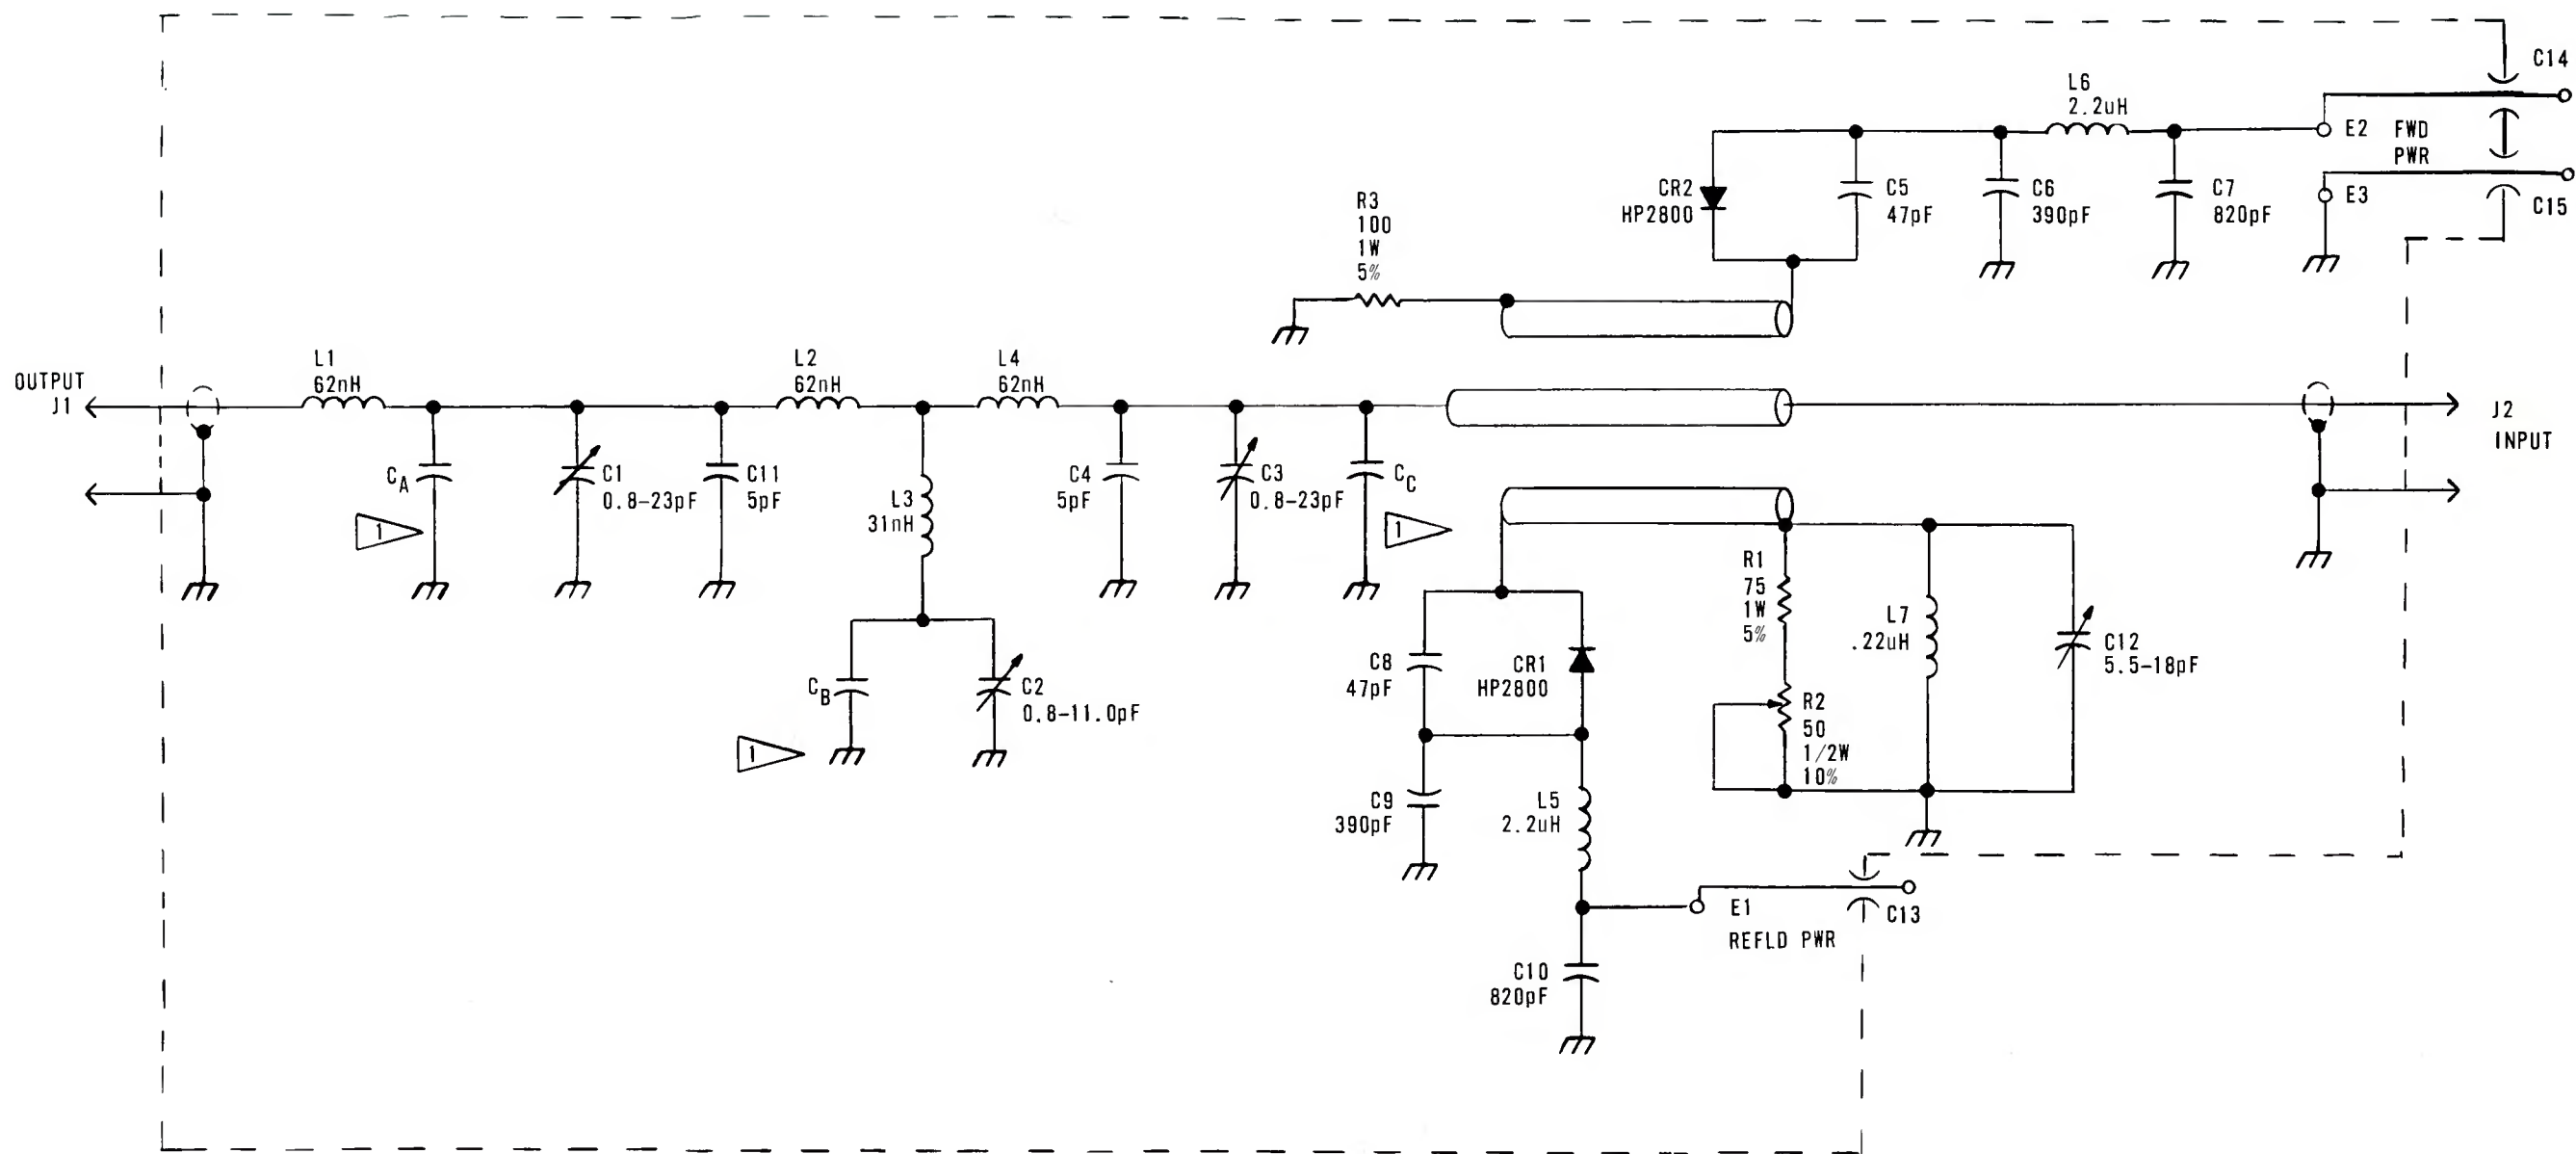 C14
L6
2.2uH
E2
FWD
PWR
E3
C15
CR2
HP2800
C5
47pF
C6
390pF
C7
820pF
R3
100
1W
5%
OUTPUT
J1
L1
62nH
L2
62nH
L4
62nH
J2
INPUT
CA
C1
0.8-23pF
C11
5pF
L3
31nH
C4
5pF
C3
0.8-23pF
CC
1
1
R1
75
1W
5%
L7
.22uH
C12
5.5-18pF
C8
47pF
CR1
HP2800
CB
C2
0.8-11.0pF
1
R2
50
1/2W
10%
C9
390pF
L5
2.2uH
E1
C13
REFLD PWR
C10
820pF